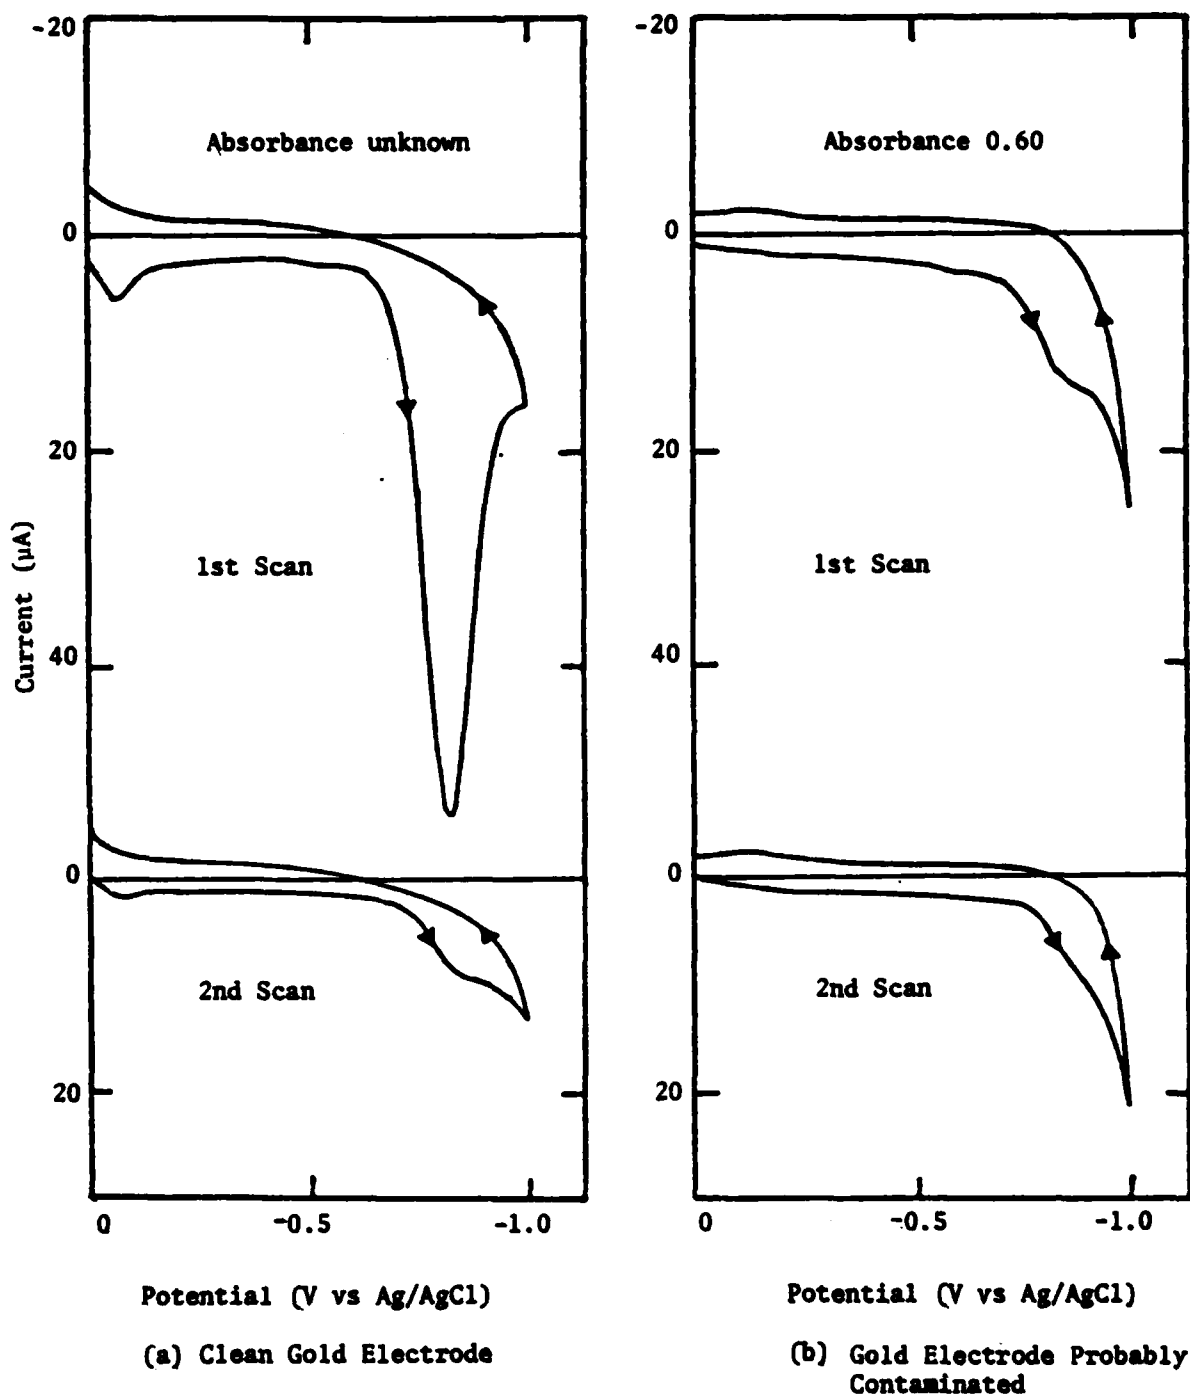 -20
Absorbance unknown
0
20
1st Scan
40
Current (µA)
0
2nd Scan
20
0
-0.5
-1.0
Potential (V vs Ag/AgCl)
(a) Clean Gold Electrode
-20
Absorbance 0.60
0
20
1st Scan
40
0
2nd Scan
20
0
-0.5
-1.0
Potential (V vs Ag/AgCl)
(b) Gold Electrode Probably
Contaminated